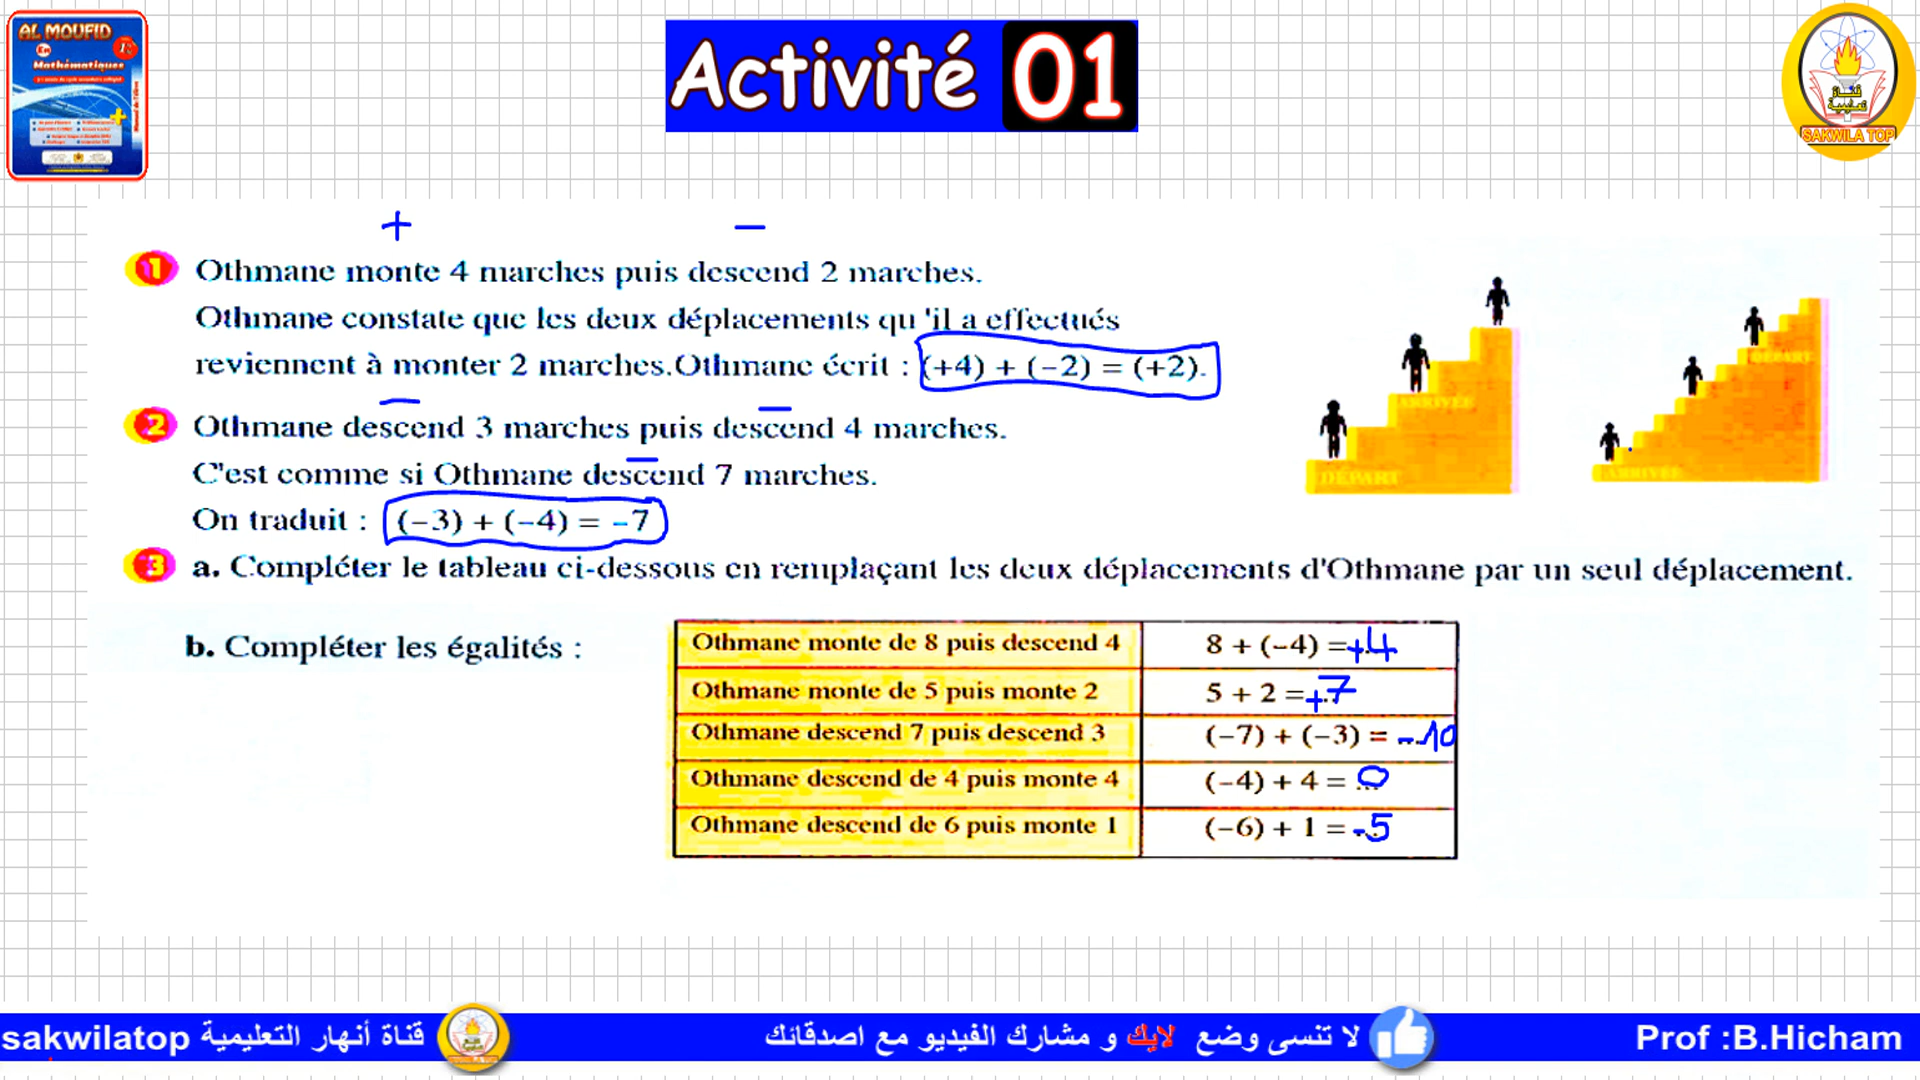 AL MOUFID
En
Mathématiques
Activité 01
قناة
تعليمية
SAKWILA TOP
+ −
1 Othmane monte 4 marches puis descend 2 marches.
Othmane constate que les deux déplacements qu 'il a effectués
reviennent à monter 2 marches.Othmane écrit : (+4) + (−2) = (+2).
− −
2 Othmane descend 3 marches puis descend 4 marches.
−
C'est comme si Othmane descend 7 marches.
On traduit : (−3) + (−4) = −7
ARRIVÉE
DÉPART
DÉPART
ARRIVÉE
3 a. Compléter le tableau ci-dessous en remplaçant les deux déplacements d'Othmane par un seul déplacement.
b. Compléter les égalités :
Othmane monte de 8 puis descend 4 8 + (−4) = +4
Othmane monte de 5 puis monte 2 5 + 2 = +7
Othmane descend 7 puis descend 3 (−7) + (−3) = −10
Othmane descend de 4 puis monte 4 (−4) + 4 = 0
Othmane descend de 6 puis monte 1 (−6) + 1 = -5
sakwilatop قناة أنهار التعليمية
لا تنسى وضع لايك و مشارك الفيديو مع اصدقائك
Prof :B.Hicham